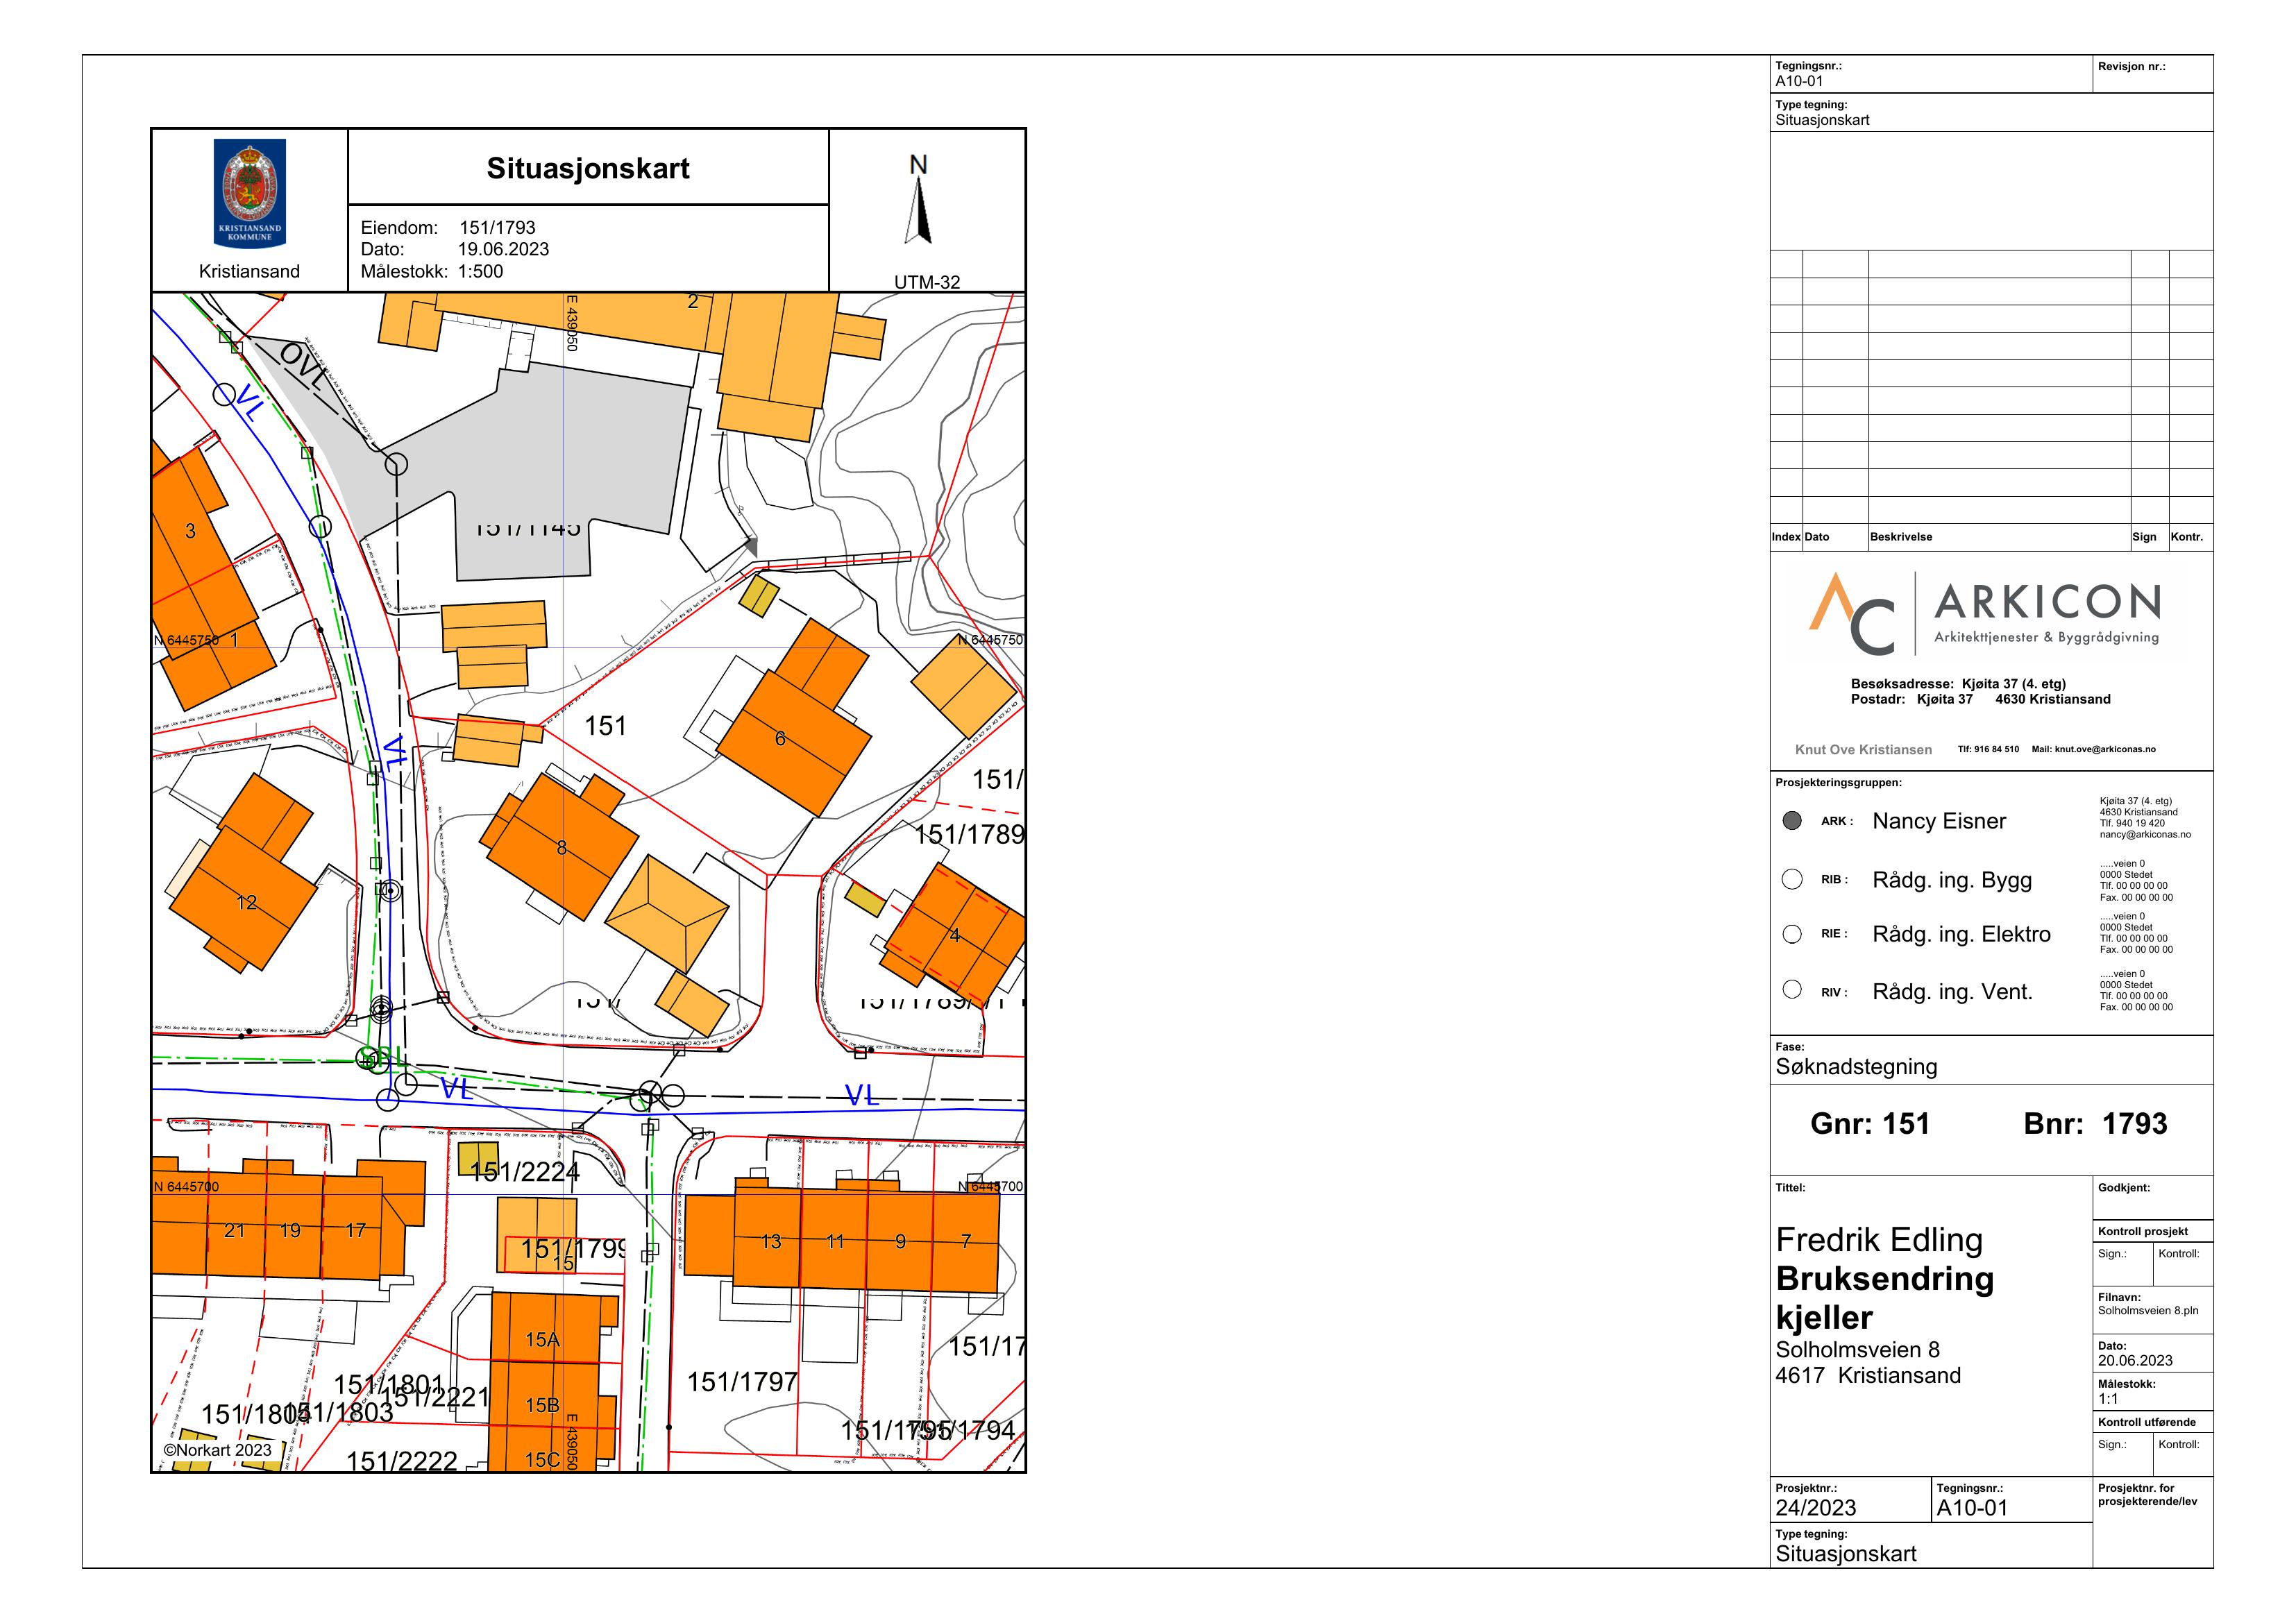 Situasjonskart
KRISTIANSAND
KOMMUNE
Kristiansand
Eiendom: 151/1793
Dato: 19.06.2023
Målestokk: 1:500
N
UTM-32
E 439050
2
OVL
VL
3
1
N 6445750
N 6445750
151
6
VL
151/
151/1789
8
12
4
SPL
VL
VL
151/2224
N 6445700
N 6445700
21
19
17
151/1799
15
13
11
9
7
15A
151/17
151/1801
151/2221
151/1797
15B
151/1803
151/1795
151/1794
E 439050
©Norkart 2023
151/2222
15C
Tegningsnr.:
A10-01
Revisjon nr.:
Type tegning:
Situasjonskart
Index Dato Beskrivelse Sign Kontr.
AC ARKICON
Arkitekttjenester & Byggrådgivning
Besøksadresse: Kjøita 37 (4. etg)
Postadr: Kjøita 37 4630 Kristiansand
Knut Ove Kristiansen Tlf: 916 84 510 Mail: knut.ove@arkiconas.no
Prosjekteringsgruppen:
ARK : Nancy Eisner
Kjøita 37 (4. etg)
4630 Kristiansand
Tlf. 940 19 420
nancy@arkiconas.no
RIB : Rådg. ing. Bygg
.....veien 0
0000 Stedet
Tlf. 00 00 00 00
Fax. 00 00 00 00
RIE : Rådg. ing. Elektro
.....veien 0
0000 Stedet
Tlf. 00 00 00 00
Fax. 00 00 00 00
RIV : Rådg. ing. Vent.
.....veien 0
0000 Stedet
Tlf. 00 00 00 00
Fax. 00 00 00 00
Fase:
Søknadstegning
Gnr: 151 Bnr: 1793
Tittel:
Fredrik Edling
Bruksendring
kjeller
Solholmsveien 8
4617 Kristiansand
Godkjent:
Kontroll prosjekt
Sign.: Kontroll:
Filnavn:
Solholmsveien 8.pln
Dato:
20.06.2023
Målestokk:
1:1
Kontroll utførende
Sign.: Kontroll:
Prosjektnr.:
24/2023
Tegningsnr.:
A10-01
Prosjektnr. for
prosjekterende/lev
Type tegning:
Situasjonskart